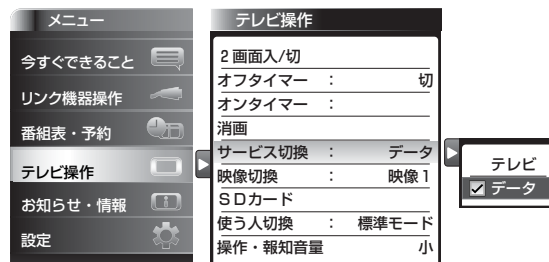 メニュー
今すぐできること
リンク機器操作
番組表・予約
テレビ操作
お知らせ・情報
設定
テレビ操作
2画面入/切
オフタイマー : 切
オンタイマー :
消画
サービス切換 : データ
映像切換 : 映像1
SDカード
使う人切換 : 標準モード
操作・報知音量 小
テレビ
データ